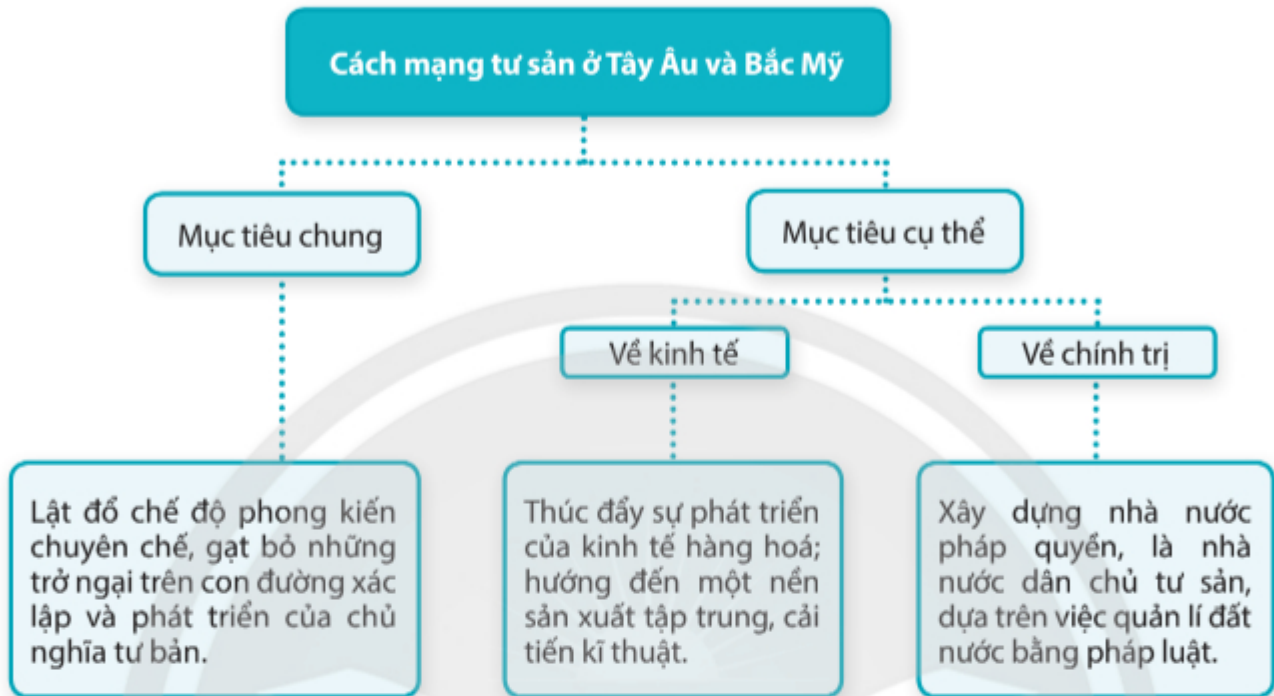 Cách mạng tư sản ở Tây Âu và Bắc Mỹ
Mục tiêu chung
Mục tiêu cụ thể
Về kinh tế
Về chính trị
Lật đổ chế độ phong kiến
chuyên chế, gạt bỏ những
trở ngại trên con đường xác
lập và phát triển của chủ
nghĩa tư bản.
Thúc đẩy sự phát triển
của kinh tế hàng hoá;
hướng đến một nền
sản xuất tập trung, cải
tiến kĩ thuật.
Xây dựng nhà nước
pháp quyền, là nhà
nước dân chủ tư sản,
dựa trên việc quản lí đất
nước bằng pháp luật.